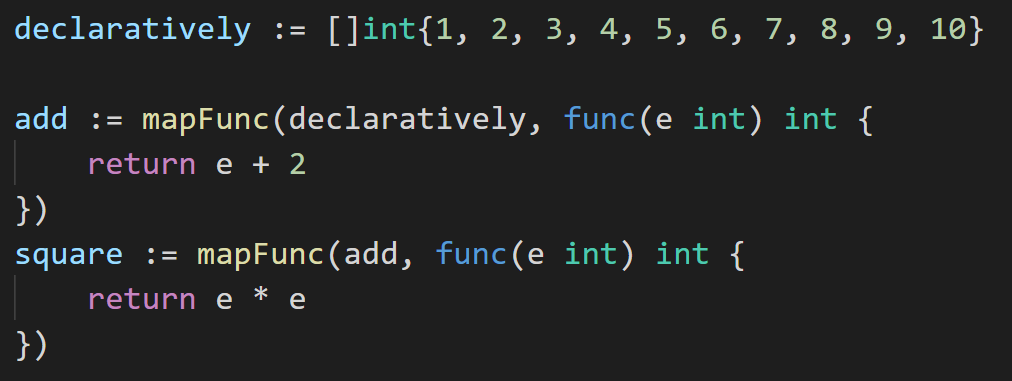 declaratively := []int{1, 2, 3, 4, 5, 6, 7, 8, 9, 10}
add := mapFunc(declaratively, func(e int) int {
return e + 2
})
square := mapFunc(add, func(e int) int {
return e * e
})